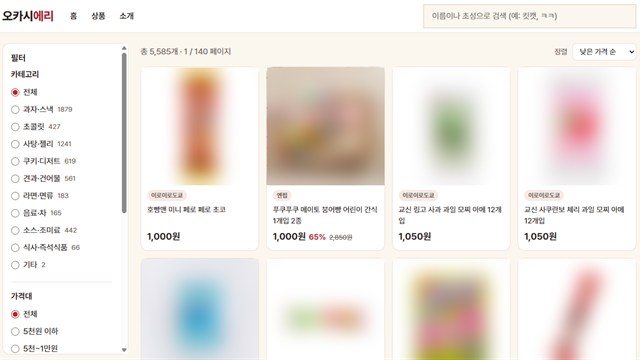 오카시에리
홈 상품 소개
이름이나 초성으로 검색 (예: 킷캣, ㅋㅋ)
필터
카테고리
전체
과자·스낵 1879
초콜릿 427
사탕·젤리 1241
쿠키·디저트 619
견과·건어물 561
라면·면류 183
음료·차 165
소스·조미료 442
식사·즉석식품 66
기타 2
가격대
전체
5천원 이하
5천~1만원
총 5,585개 · 1 / 140 페이지
정렬 낮은 가격 순
이로이로도쿄
호빵맨 미니 페로 페로 초코
1,000원
엔럽
푸쿠푸쿠 메이토 붕어빵 어린이 간식
1개입 2종
1,000원 65% 2,850원
이로이로도쿄
교신 사과 과일 모찌 아메 12개
입
1,050원
이로이로도쿄
교신 사쿠란보 체리 과일 모찌 아메
12개입
1,050원